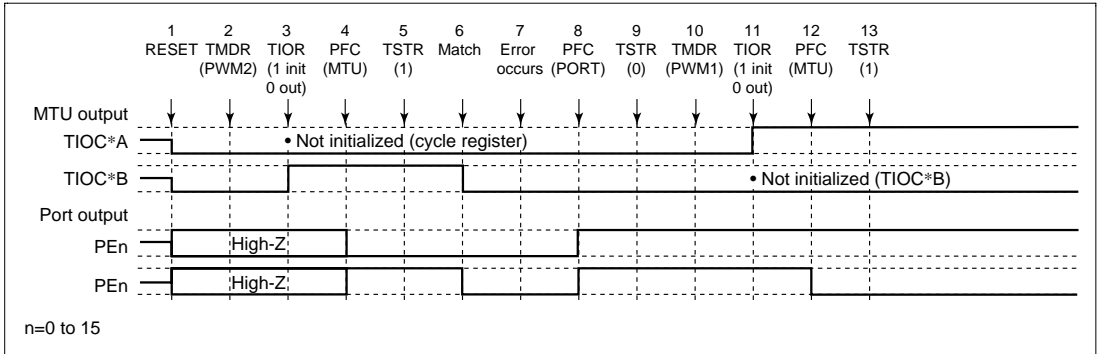 1 2 3 4 5 6 7 8 9 10 11 12 13
RESET TMDR TIOR PFC TSTR Match Error PFC TSTR TMDR TIOR PFC TSTR
(PWM2) (1 init (MTU) (1) occurs (PORT) (0) (PWM1) (1 init (MTU) (1)
0 out) 0 out)
MTU output
TIOC*A • Not initialized (cycle register)
TIOC*B • Not initialized (TIOC*B)
Port output
PEn High-Z
PEn High-Z
n=0 to 15